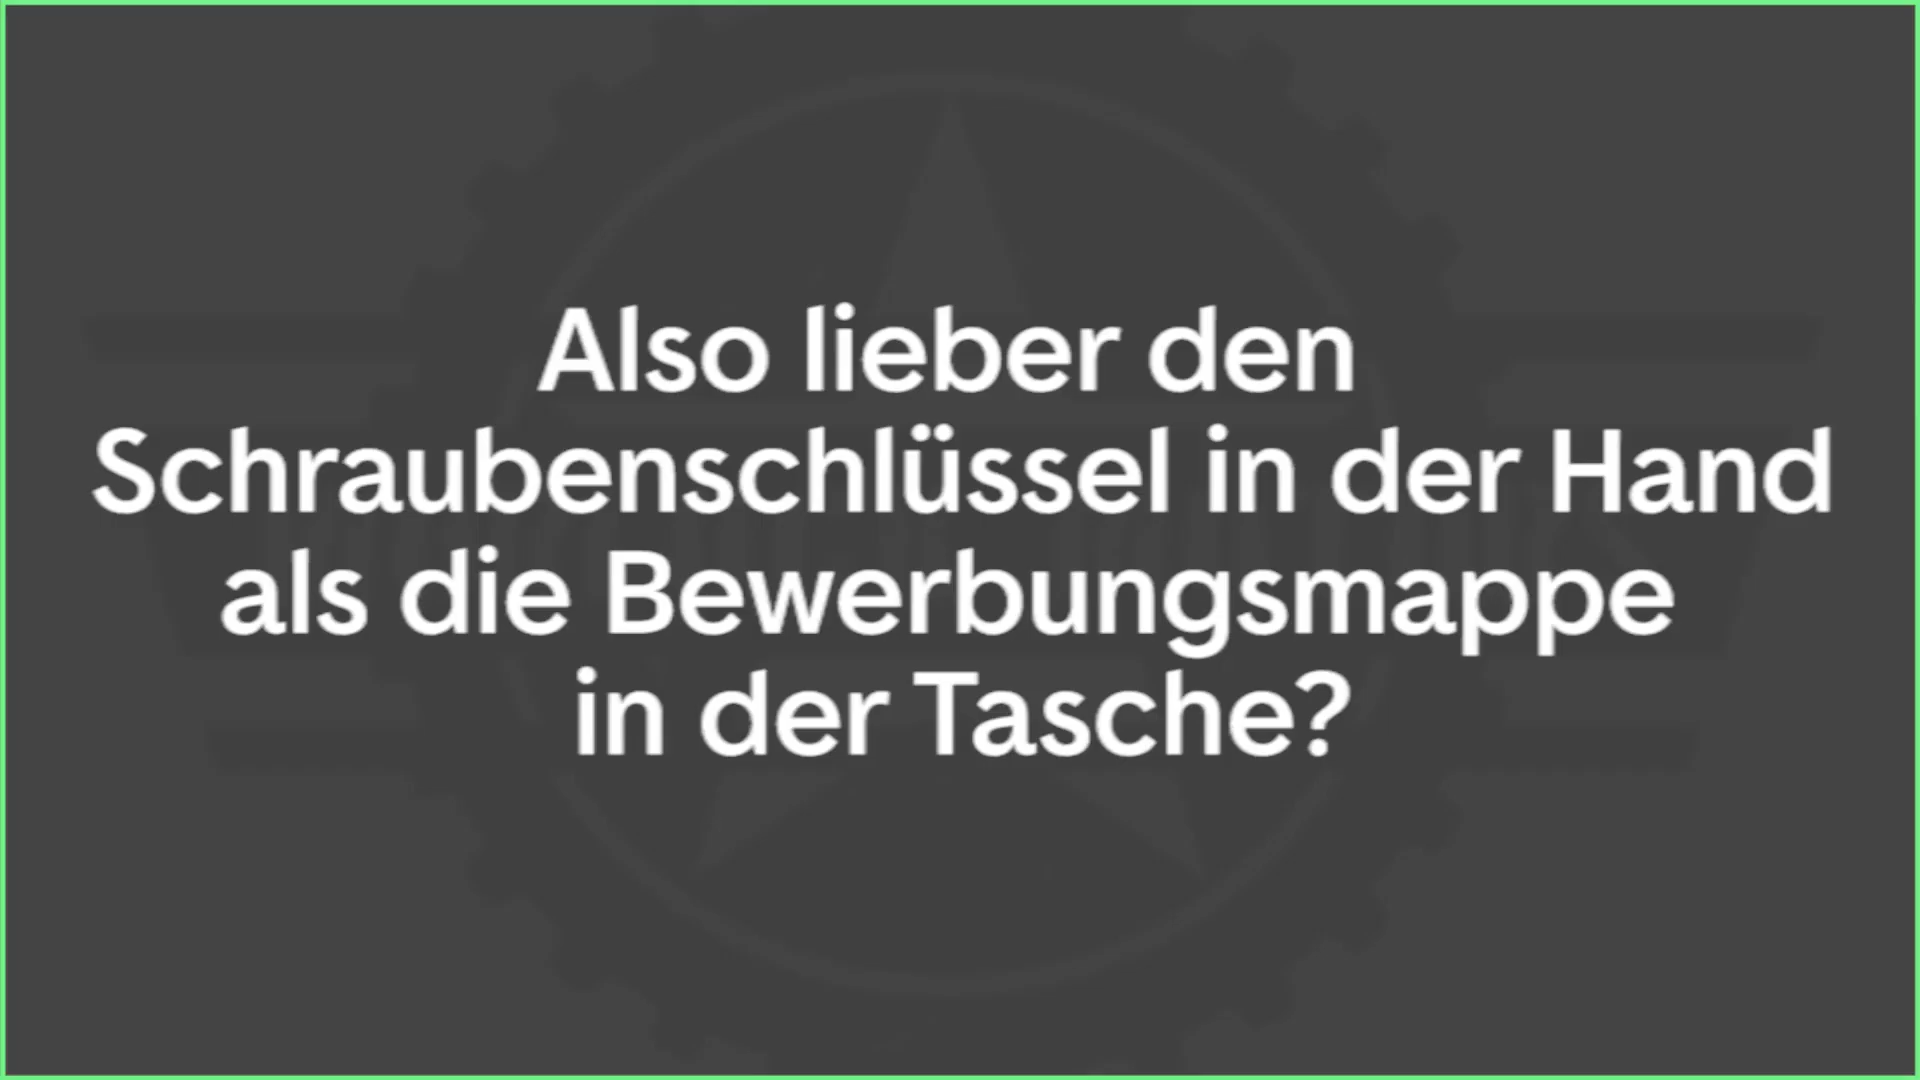 Also lieber den
Schraubenschlüssel in der Hand
als die Bewerbungsmappe
in der Tasche?